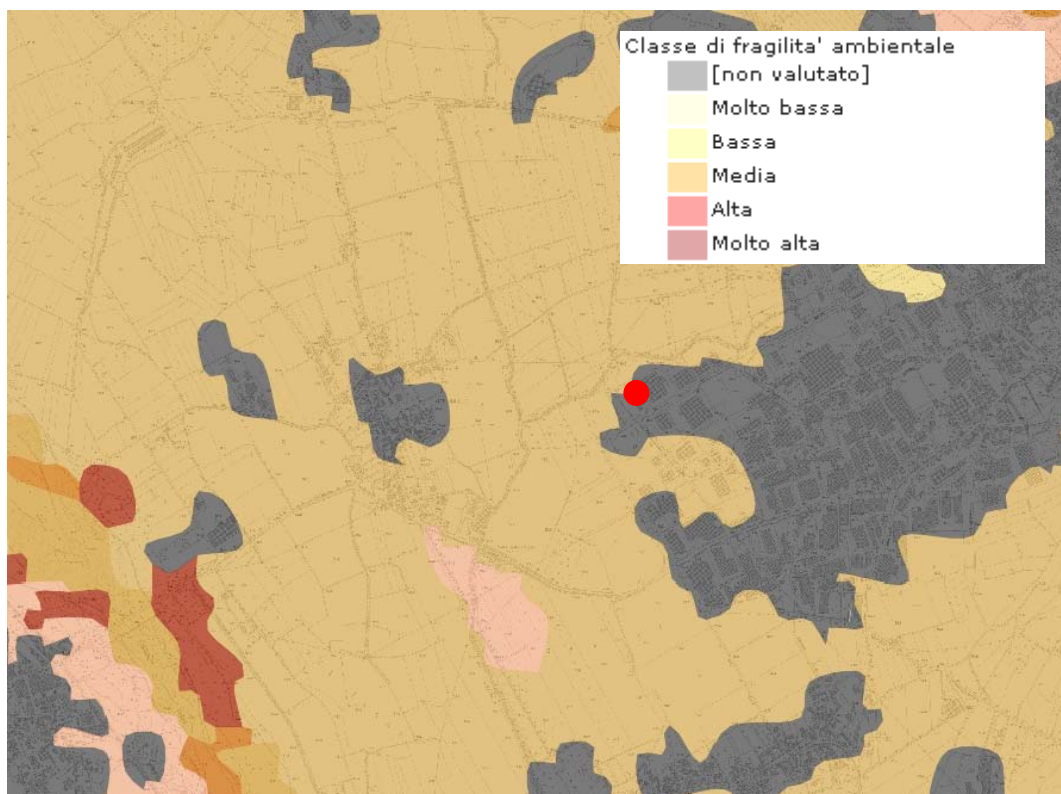 Classe di fragilita' ambientale
[non valutato]
Molto bassa
Bassa
Media
Alta
Molto alta